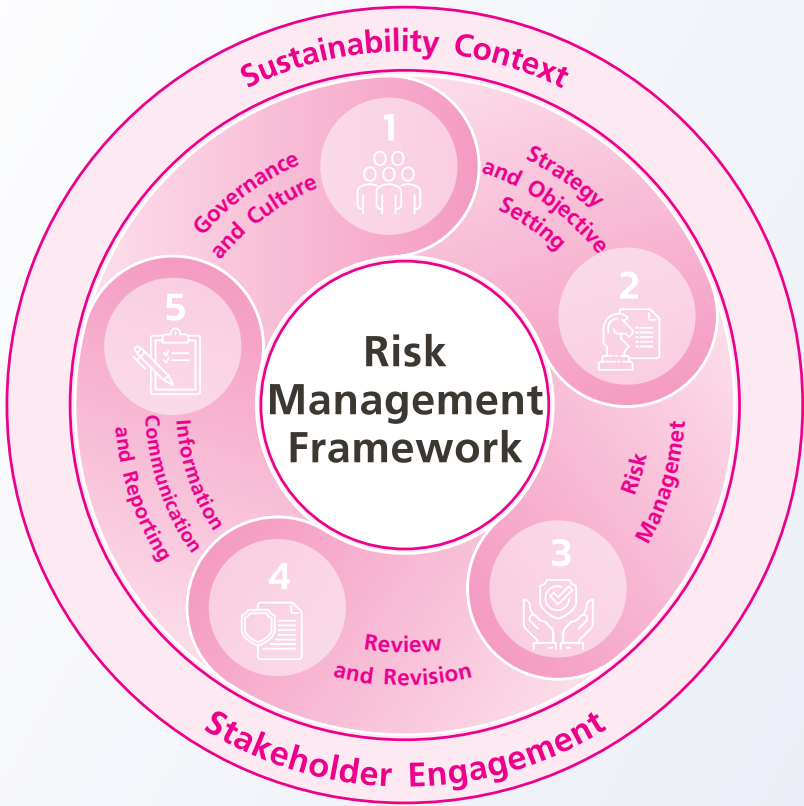 Sustainability Context
1
Governance
and Culture
Strategy
and Objective
Setting
2
Risk
Managemet
3
Review
and Revision
4
Information
Communication
and Reporting
5
Risk
Management
Framework
Stakeholder Engagement